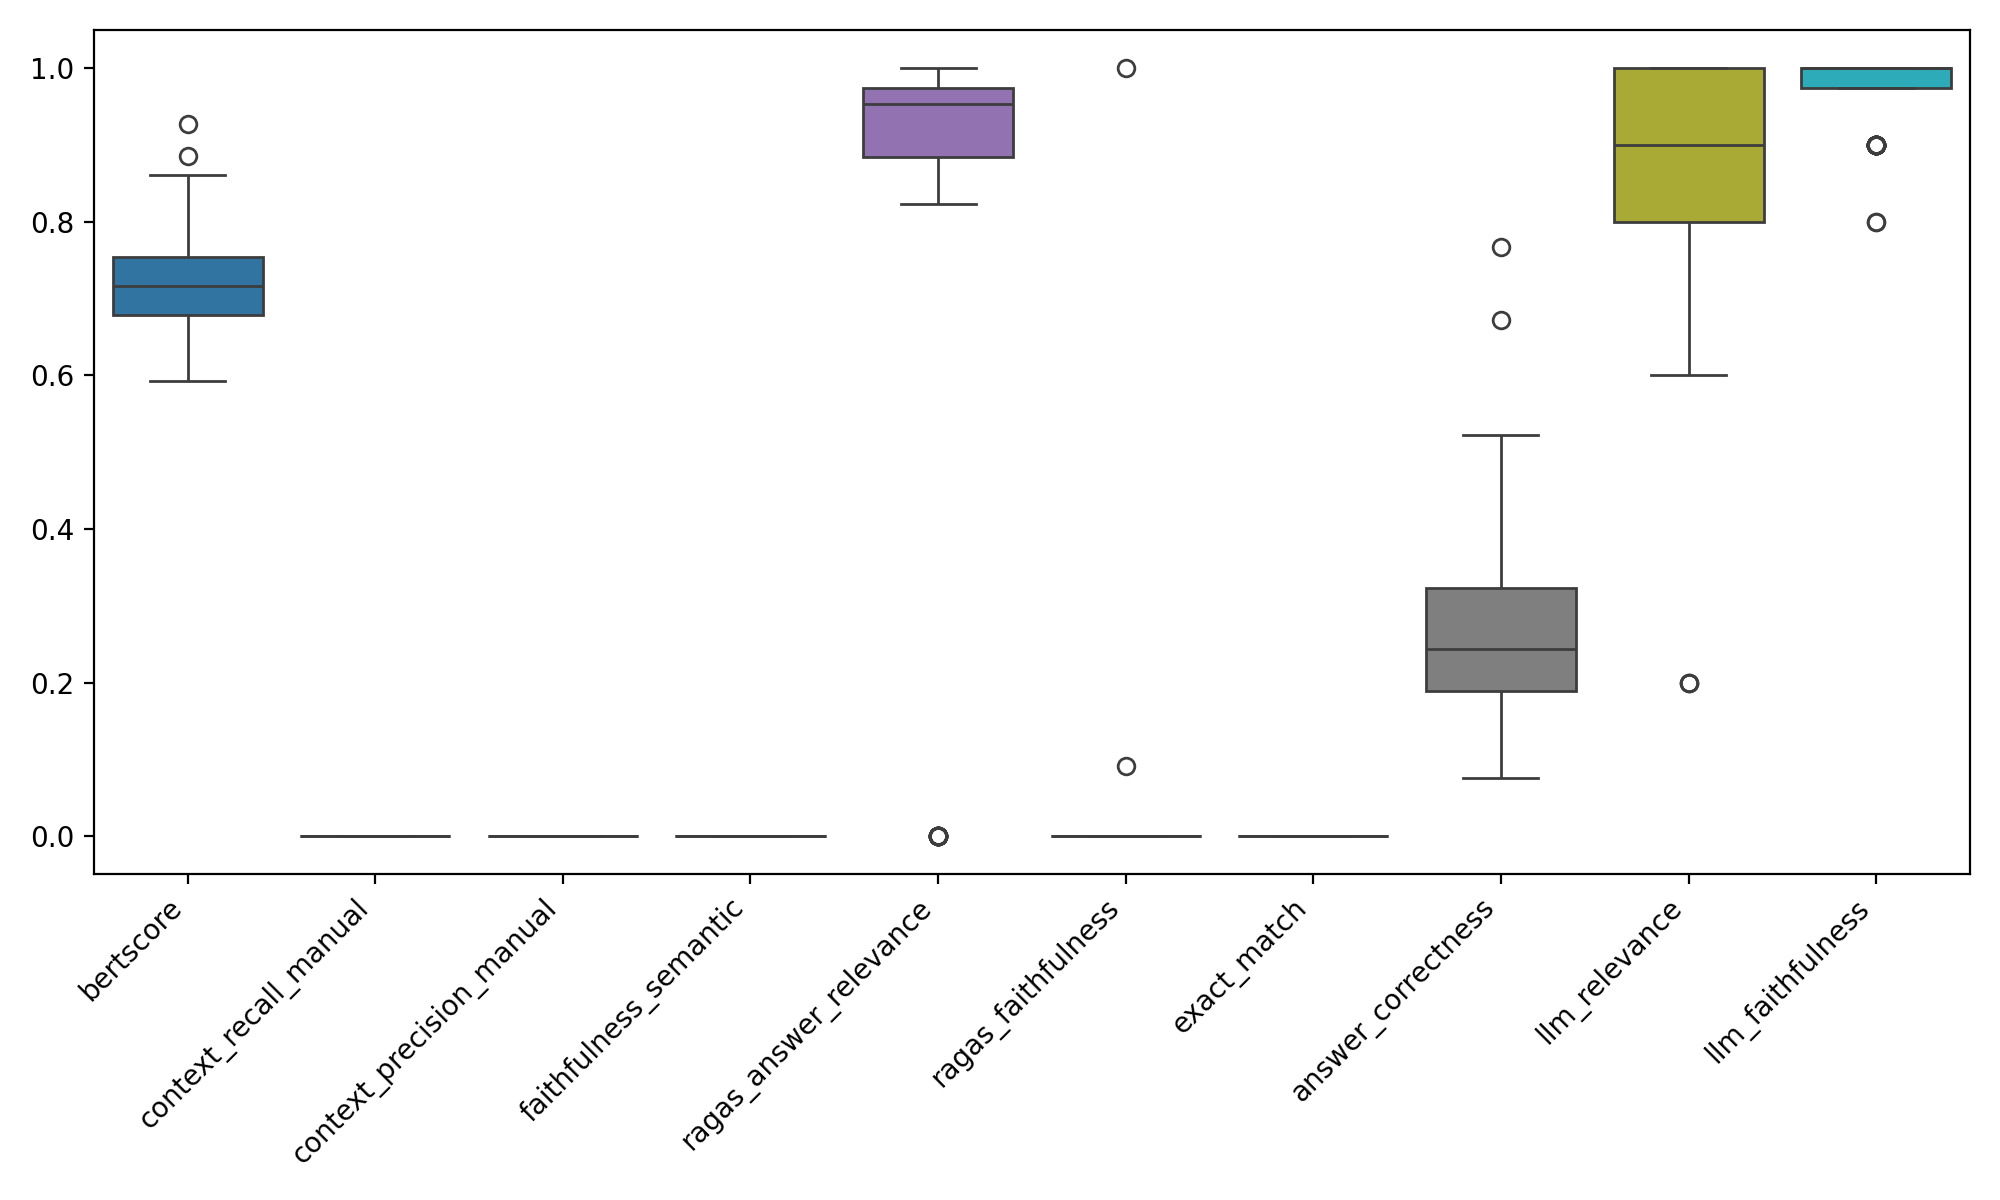 1.0
0.8
0.6
0.4
0.2
0.0
bertscore
context_recall_manual
context_precision_manual
faithfulness_semantic
ragas_answer_relevance
ragas_faithfulness
exact_match
answer_correctness
llm_relevance
llm_faithfulness